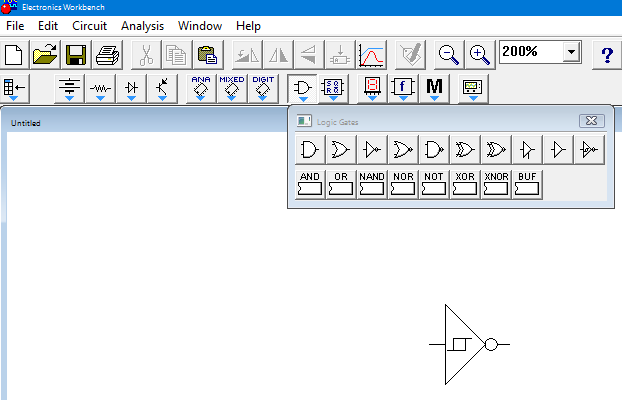 Electronics Workbench
File Edit Circuit Analysis Window Help
200% ?
ANA MIXED DIGIT f M
Untitled
Logic Gates
AND OR NAND NOR NOT XOR XNOR BUF